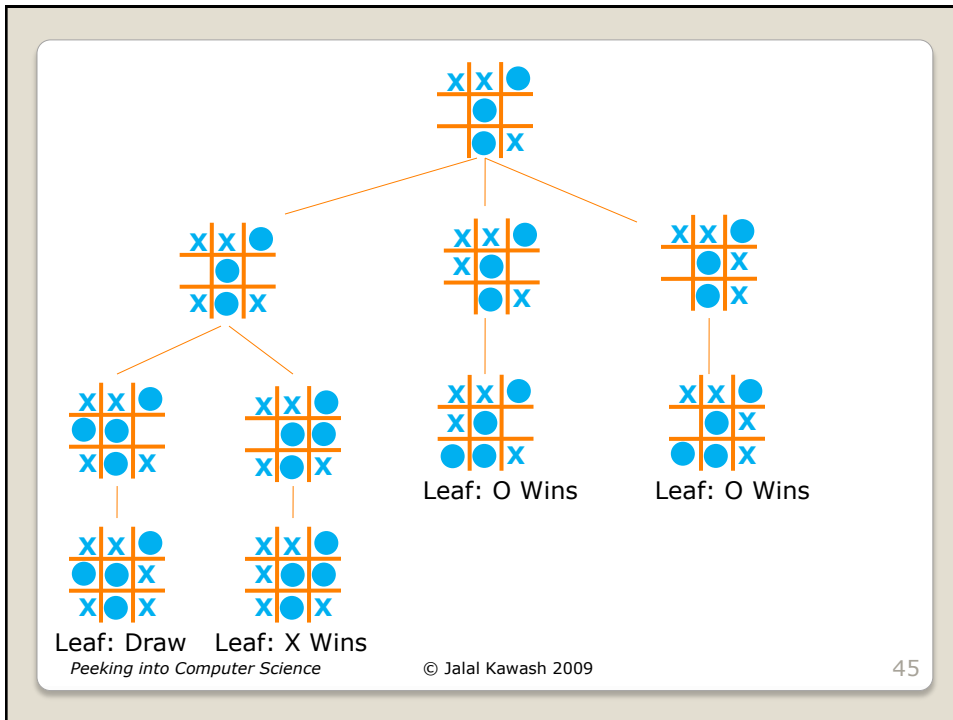 X X
X
X X
X X
X X
X
X
X X
X
X
X X
X X
X X
X X
X X
X
X
Leaf: O Wins
X X
X
X
Leaf: O Wins
X X
X
X X
Leaf: Draw
X X
X
X X
Leaf: X Wins
Peeking into Computer Science
© Jalal Kawash 2009
45